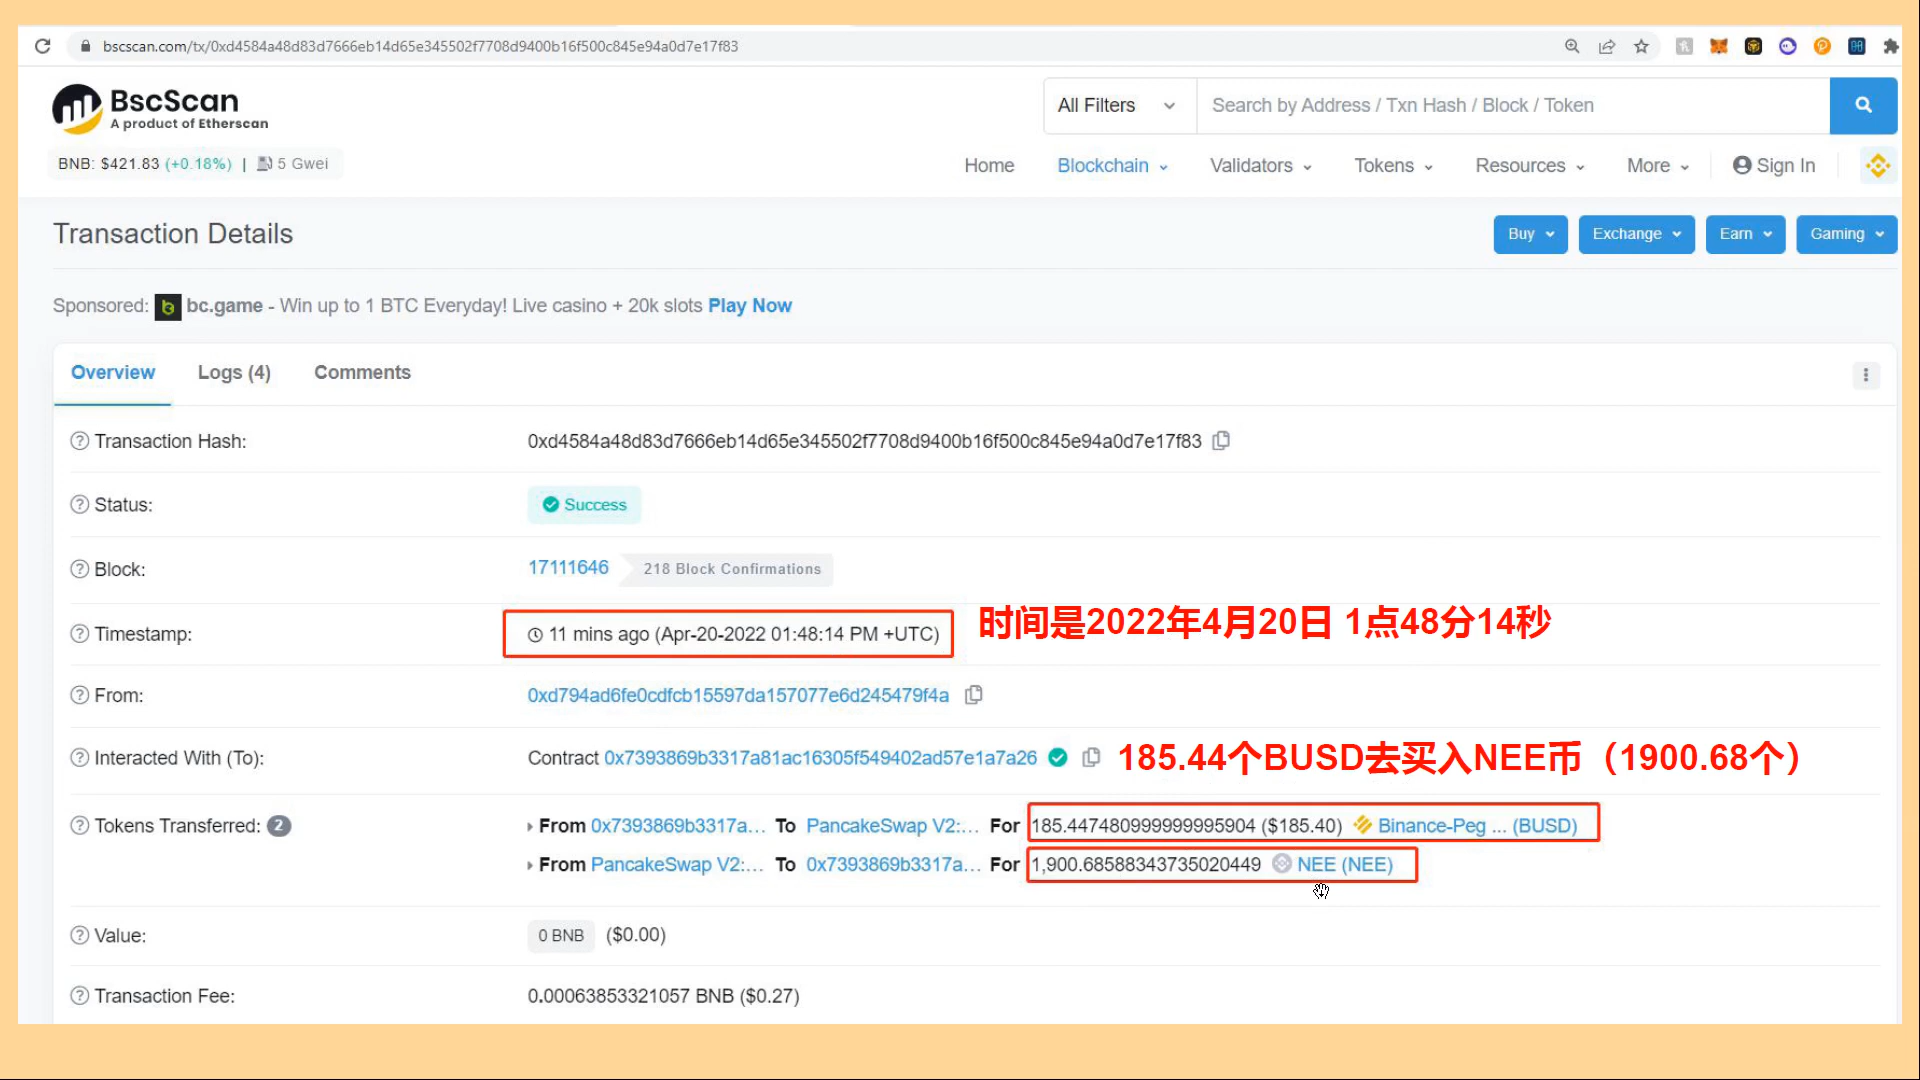 bscscan.com/tx/0xd4584a48d83d7666eb14d65e345502f7708d9400b16f500c845e94a0d7e17f83
BscScan
A product of Etherscan
All Filters
Search by Address / Txn Hash / Block / Token
BNB: $421.83 (+0.18%) | 5 Gwei
Home Blockchain Validators Tokens Resources More Sign In
Transaction Details
Buy Exchange Earn Gaming
Sponsored: bc.game - Win up to 1 BTC Everyday! Live casino + 20k slots Play Now
Overview Logs (4) Comments
Transaction Hash: 0xd4584a48d83d7666eb14d65e345502f7708d9400b16f500c845e94a0d7e17f83
Status: Success
Block: 17111646 218 Block Confirmations
Timestamp: 11 mins ago (Apr-20-2022 01:48:14 PM +UTC) 时间是2022年4月20日 1点48分14秒
From: 0xd794ad6fe0cdfcb15597da157077e6d245479f4a
Interacted With (To): Contract 0x7393869b3317a81ac16305f549402ad57e1a7a26 185.44个BUSD去买入NEE币（1900.68个）
Tokens Transferred: 2 From 0x7393869b3317a... To PancakeSwap V2:... For 185.447480999999995904 ($185.40) Binance-Peg ... (BUSD)
From PancakeSwap V2:... To 0x7393869b3317a... For 1,900.68588343735020449 NEE (NEE)
Value: 0 BNB ($0.00)
Transaction Fee: 0.00063853321057 BNB ($0.27)